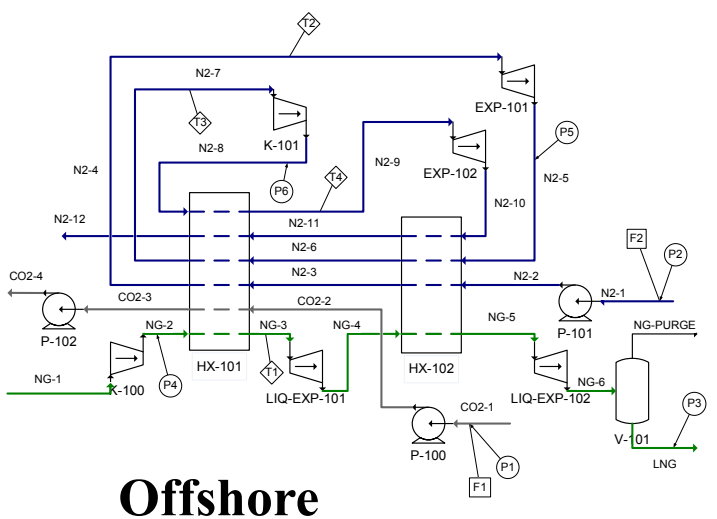 T2
N2-7
EXP-101
T3
K-101
P5
N2-8
N2-9
N2-4
P6
T4
EXP-102
N2-5
N2-12
N2-11
N2-10
N2-6
F2
CO2-4
N2-3
N2-2
P2
CO2-3
CO2-2
N2-1
P-102
NG-2
NG-3
NG-4
NG-5
P-101
NG-PURGE
HX-101
HX-102
NG-1
K-100
P4
T1
LIQ-EXP-101
LIQ-EXP-102
NG-6
P3
CO2-1
V-101
P-100
P1
LNG
F1
Offshore